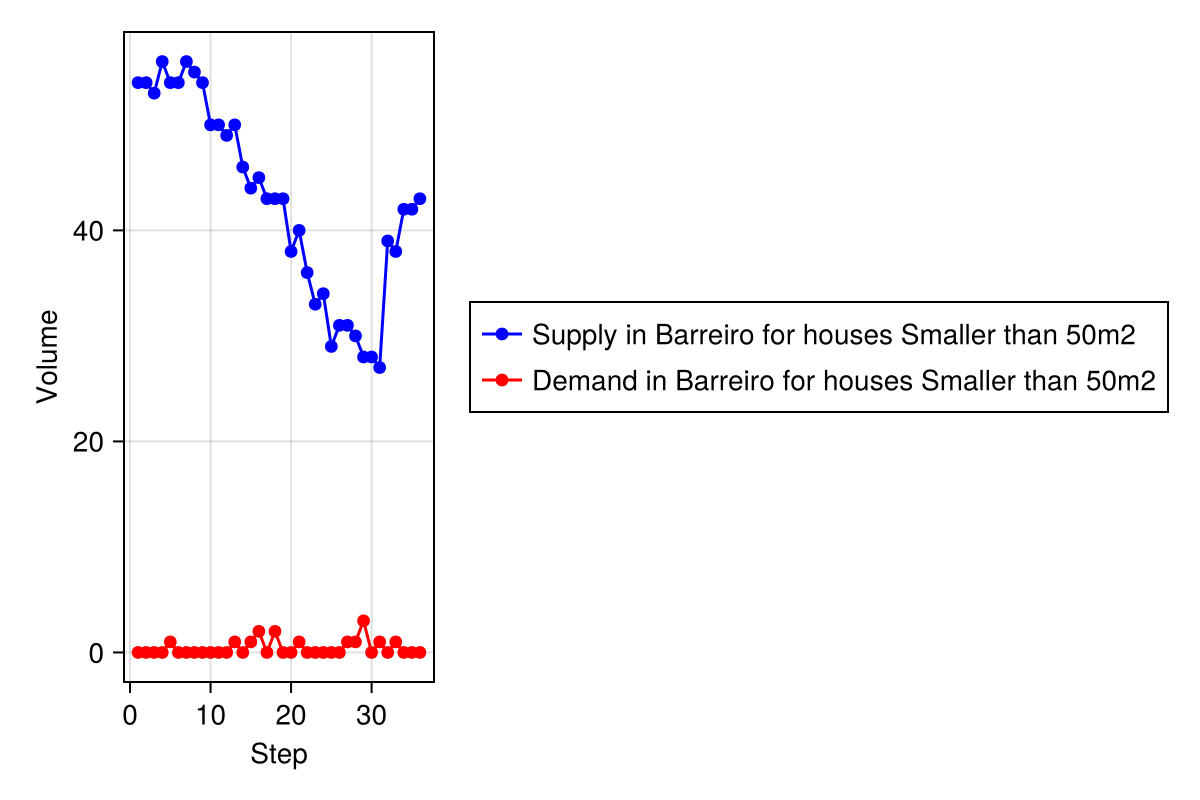 Volume
40
20
0
0 10 20 30
Step
Supply in Barreiro for houses Smaller than 50m2
Demand in Barreiro for houses Smaller than 50m2